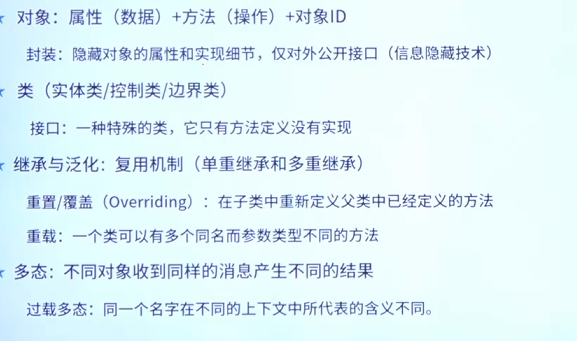 对象：属性（数据）+方法（操作）+对象ID
封装：隐藏对象的属性和实现细节，仅对外公开接口（信息隐藏技术）
类（实体类/控制类/边界类）
接口：一种特殊的类，它只有方法定义没有实现
继承与泛化：复用机制（单重继承和多重继承）
重置/覆盖（Overriding）：在子类中重新定义父类中已经定义的方法
重载：一个类可以有多个同名而参数类型不同的方法
多态：不同对象收到同样的消息产生不同的结果
过载多态：同一个名字在不同的上下文中所代表的含义不同。